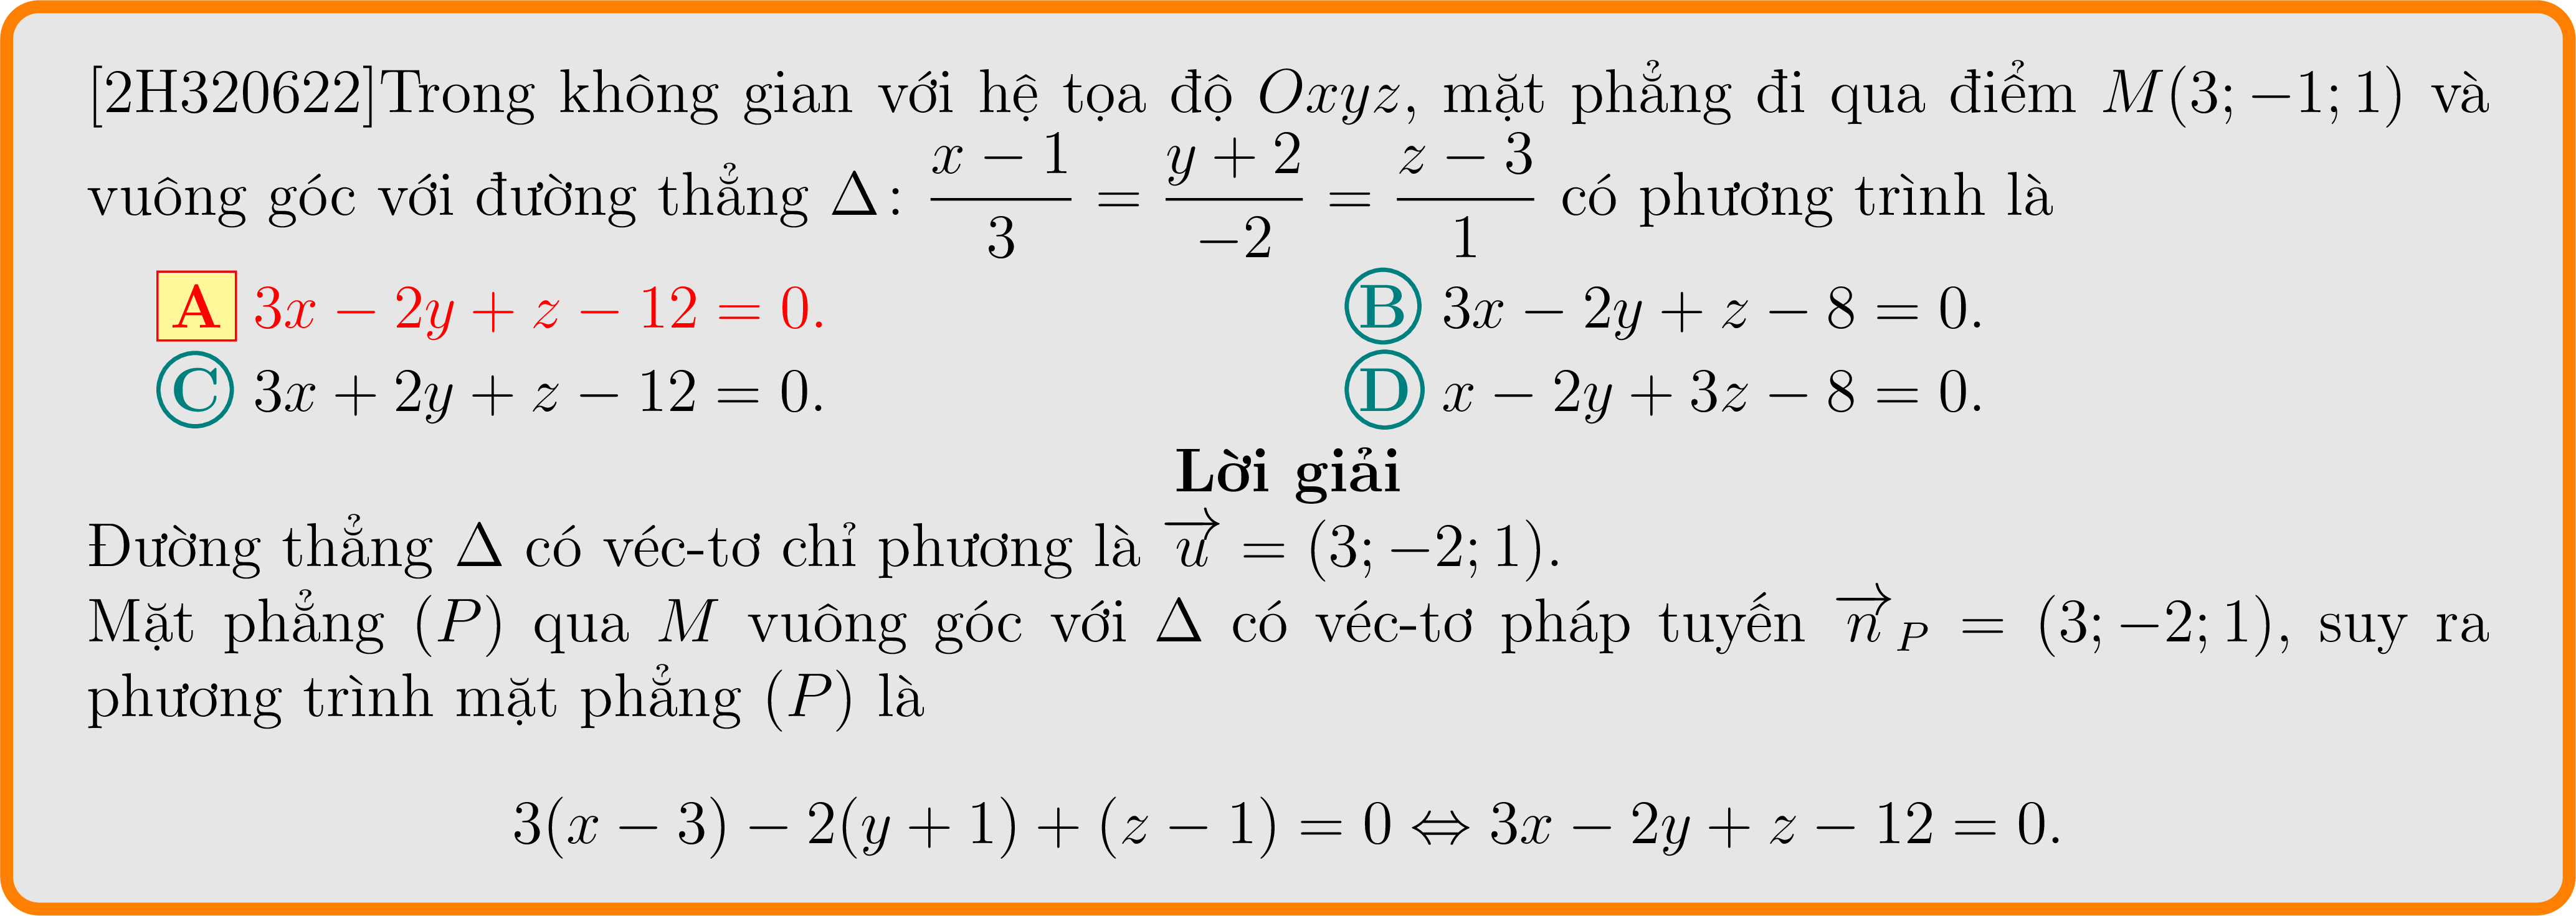 [2H320622]Trong không gian với hệ tọa độ Oxyz, mặt phẳng đi qua điểm M(3; −1; 1) và
vuông góc với đường thẳng Δ: \frac{x − 1}{3} = \frac{y + 2}{−2} = \frac{z − 3}{1} có phương trình là
A 3x − 2y + z − 12 = 0.
B 3x − 2y + z − 8 = 0.
C 3x + 2y + z − 12 = 0.
D x − 2y + 3z − 8 = 0.
Lời giải
Đường thẳng Δ có véc-tơ chỉ phương là \overrightarrow{u} = (3; −2; 1).
Mặt phẳng (P) qua M vuông góc với Δ có véc-tơ pháp tuyến \overrightarrow{n}_P = (3; −2; 1), suy ra
phương trình mặt phẳng (P) là
3(x − 3) − 2(y + 1) + (z − 1) = 0 ⇔ 3x − 2y + z − 12 = 0.